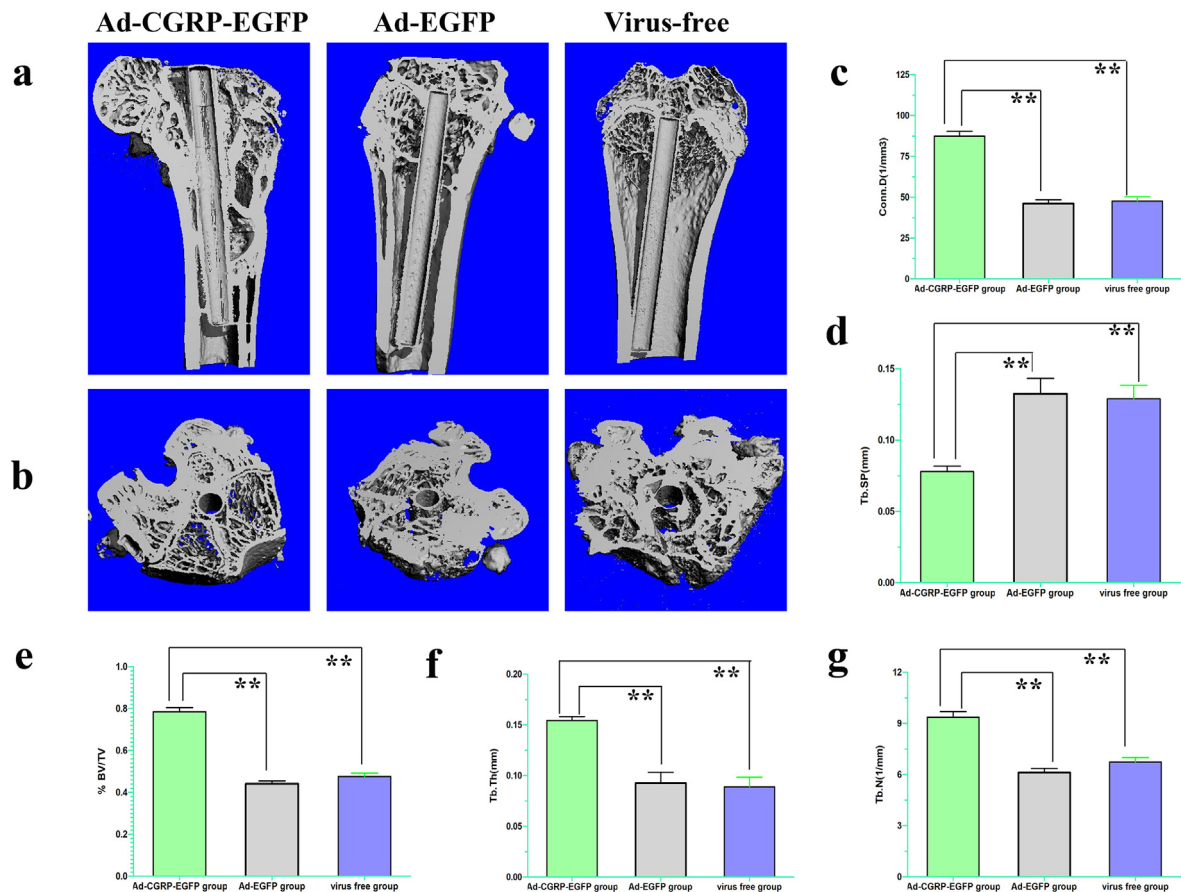 Ad-CGRP-EGFP Ad-EGFP Virus-free
a
b
c
125
100
75
50
25
0
Conn.D(1/mm3)
**
**
Ad-CGRP-EGFP group Ad-EGFP group virus free group
d
0.15
0.10
0.05
0.00
Tb.SP(mm)
**
**
Ad-CGRP-EGFP group Ad-EGFP group virus free group
e
1.0
0.8
0.6
0.4
0.2
0.0
% BV/TV
**
**
Ad-CGRP-EGFP group Ad-EGFP group virus free group
f
0.20
0.15
0.10
0.05
0.00
Tb.Th(mm)
**
**
Ad-CGRP-EGFP group Ad-EGFP group virus free group
g
12
9
6
3
0
Tb.N(1/mm)
**
**
Ad-CGRP-EGFP group Ad-EGFP group virus free group